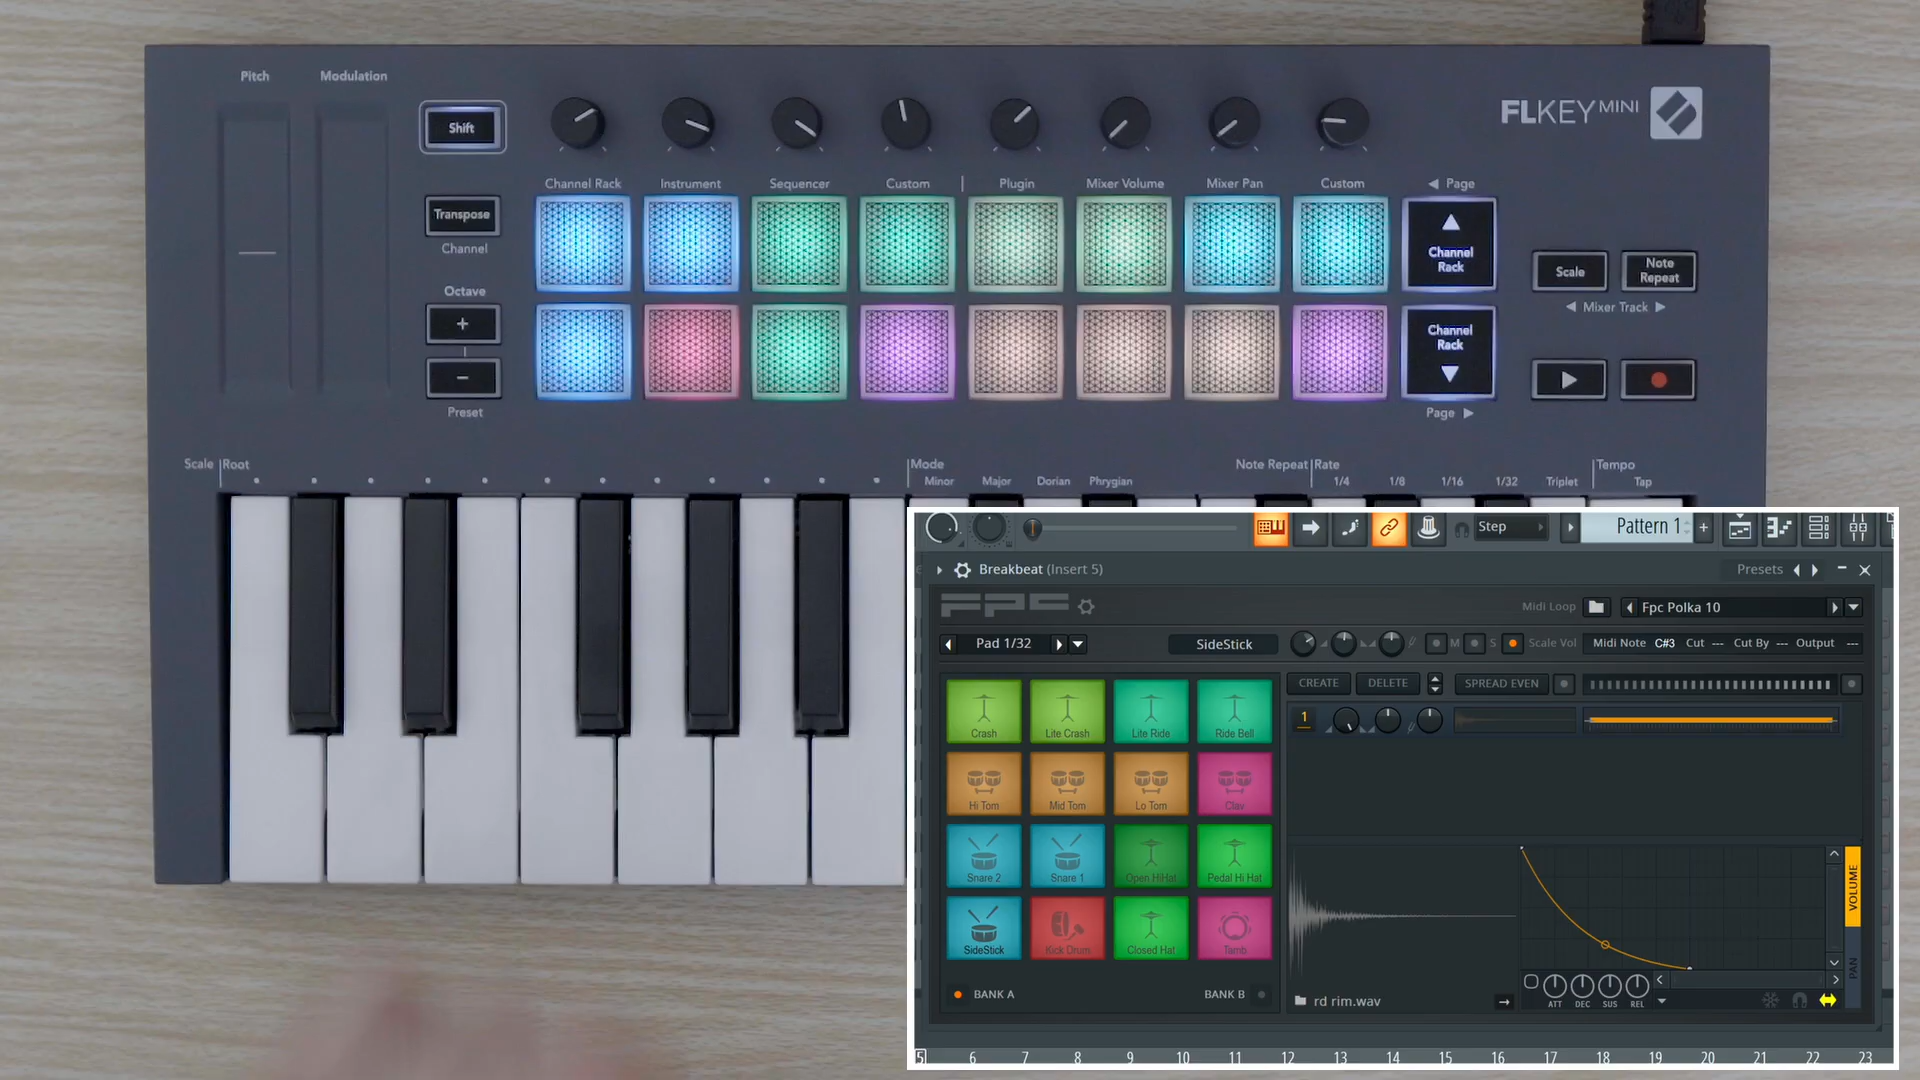 Pitch Modulation
Shift
FLKEY MINI
Channel Rack Instrument Sequencer Custom Plugin Mixer Volume Mixer Pan Custom ◀ Page
Transpose
Channel
▲ Channel Rack
Scale
Note Repeat
◀ Mixer Track ▶
Octave
+
−
Preset
Channel Rack ▼
Page ▶
Scale Root
Mode
Minor Major Dorian Phrygian
Note Repeat Rate
1/4 1/8 1/16 1/32 Triplet
Tempo
Tap
Step
Pattern 1
+
Breakbeat (Insert 5)
Presets
FPC
Midi Loop
Fpc Polka 10
Pad 1/32
SideStick
M
S
Scale Vol
Midi Note C#3 Cut --- Cut By --- Output ---
CREATE
DELETE
SPREAD EVEN
1
Crash
Lite Crash
Lite Ride
Ride Bell
Hi Tom
Mid Tom
Lo Tom
Clav
Snare 2
Snare 1
Open HiHat
Pedal Hi Hat
SideStick
Kick Drum
Closed Hat
Tamb
BANK A
BANK B
rd rim.wav
ATT DEC SUS REL
VOLUME
PAN
5 6 7 8 9 10 11 12 13 14 15 16 17 18 19 20 21 22 23